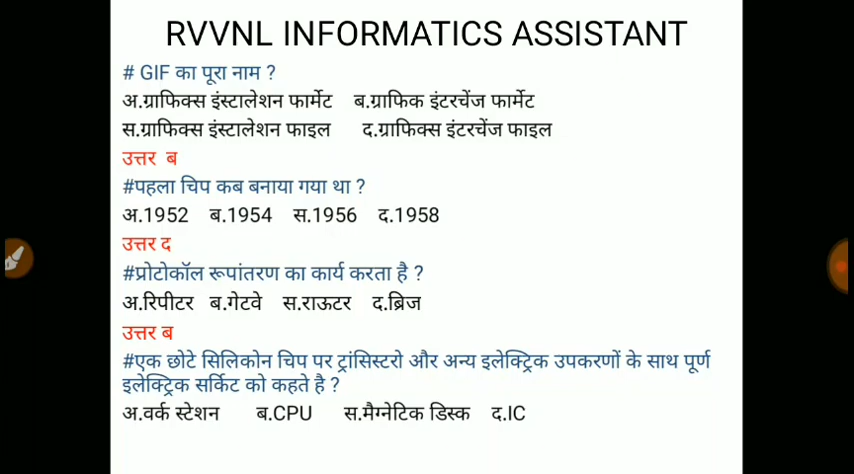 RVVNL INFORMATICS ASSISTANT
# GIF का पूरा नाम ?
अ.ग्राफिक्स इंस्टालेशन फार्मेट ब.ग्राफिक इंटरचेंज फार्मेट
स.ग्राफिक्स इंस्टालेशन फाइल द.ग्राफिक्स इंटरचेंज फाइल
उत्तर ब
#पहला चिप कब बनाया गया था ?
अ.1952 ब.1954 स.1956 द.1958
उत्तर द
#प्रोटोकॉल रूपांतरण का कार्य करता है ?
अ.रिपीटर ब.गेटवे स.राऊटर द.ब्रिज
उत्तर ब
#एक छोटे सिलिकोन चिप पर ट्रांसिस्टरो और अन्य इलेक्ट्रिक उपकरणों के साथ पूर्ण
इलेक्ट्रिक सर्किट को कहते है ?
अ.वर्क स्टेशन ब.CPU स.मैग्नेटिक डिस्क द.IC